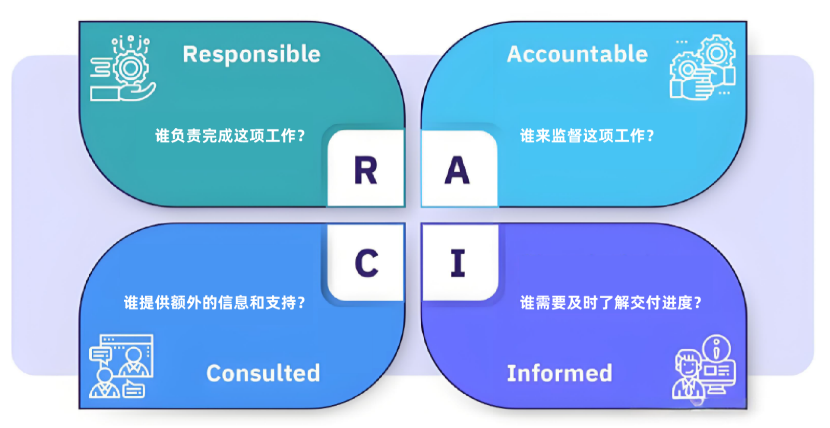 Responsible
谁负责完成这项工作？
R
Accountable
谁来监督这项工作？
A
C
谁提供额外的信息和支持？
Consulted
I
谁需要及时了解交付进度？
Informed